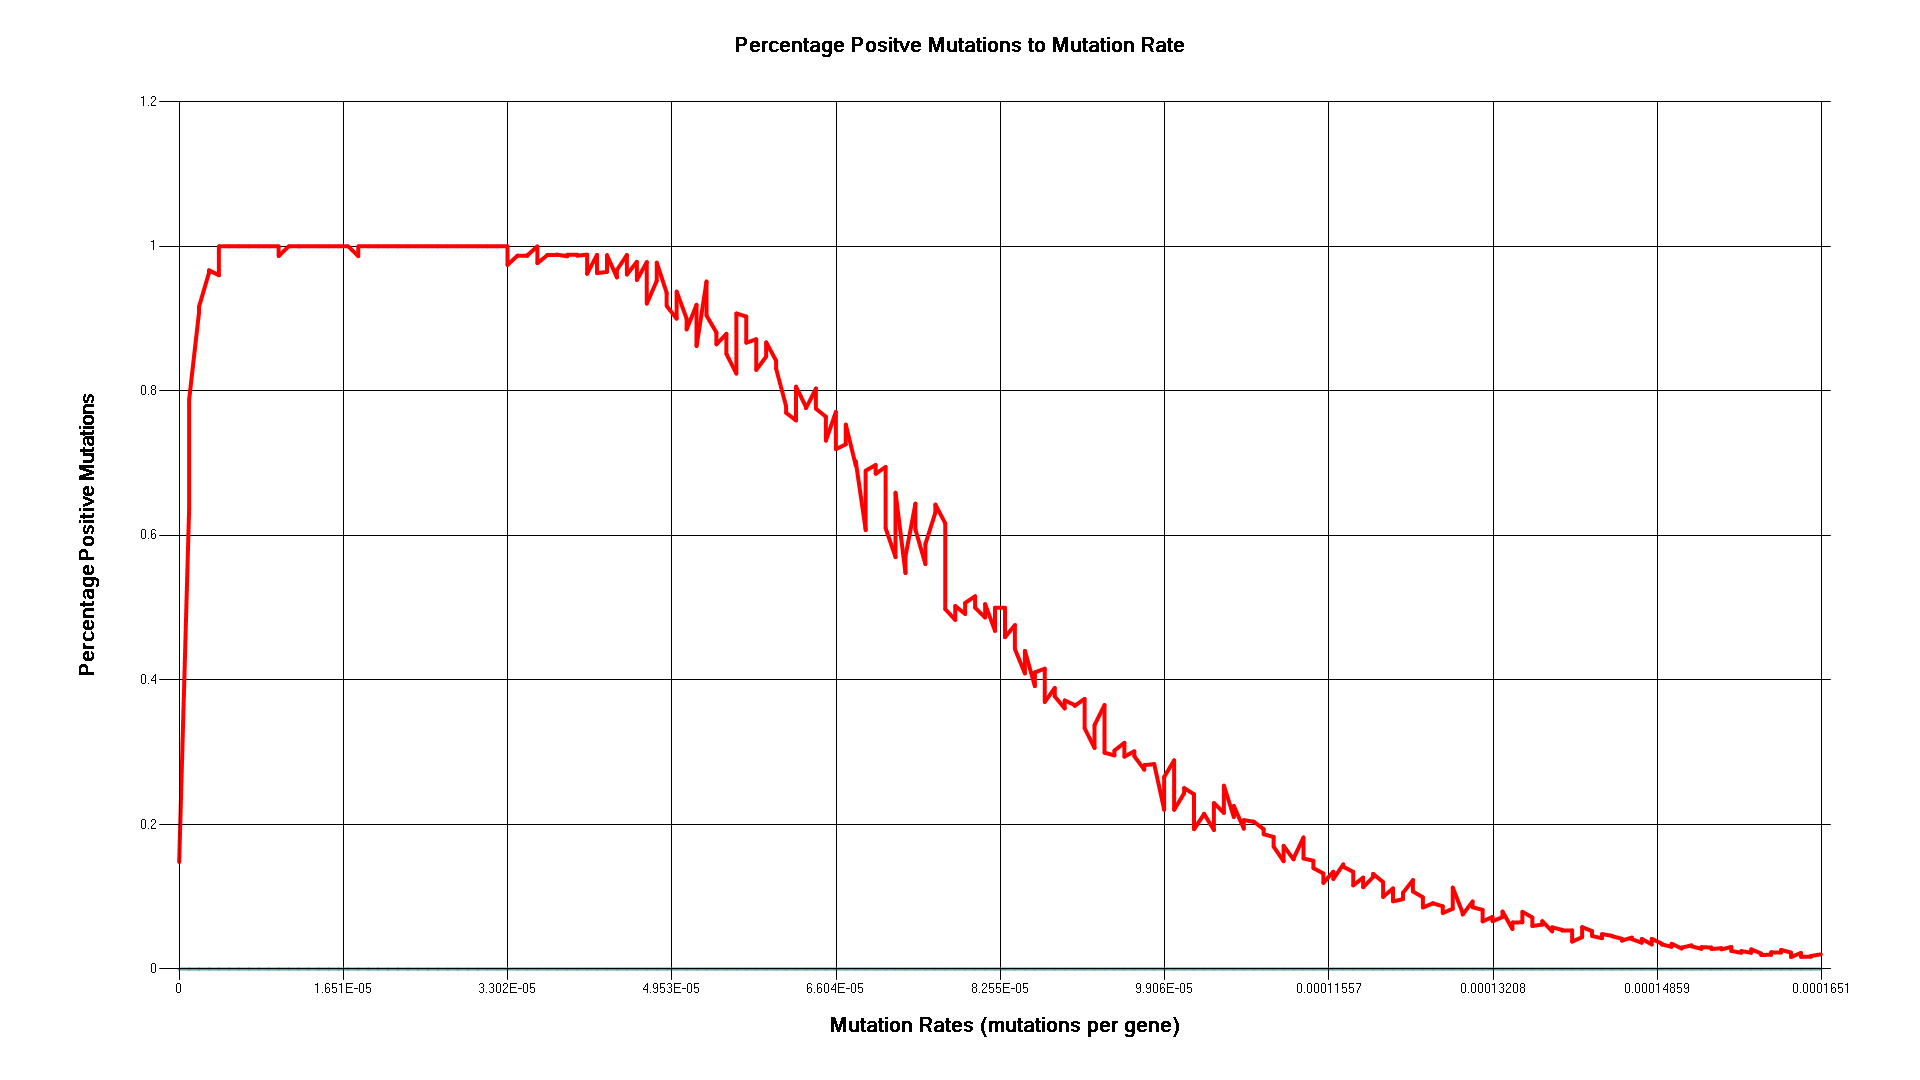 Percentage Positve Mutations to Mutation Rate
1.2
1
0.8
0.6
0.4
0.2
0
Percentage Positive Mutations
0 1.651E-05 3.302E-05 4.953E-05 6.604E-05 8.255E-05 9.906E-05 0.00011557 0.00013208 0.00014859 0.0001651
Mutation Rates (mutations per gene)